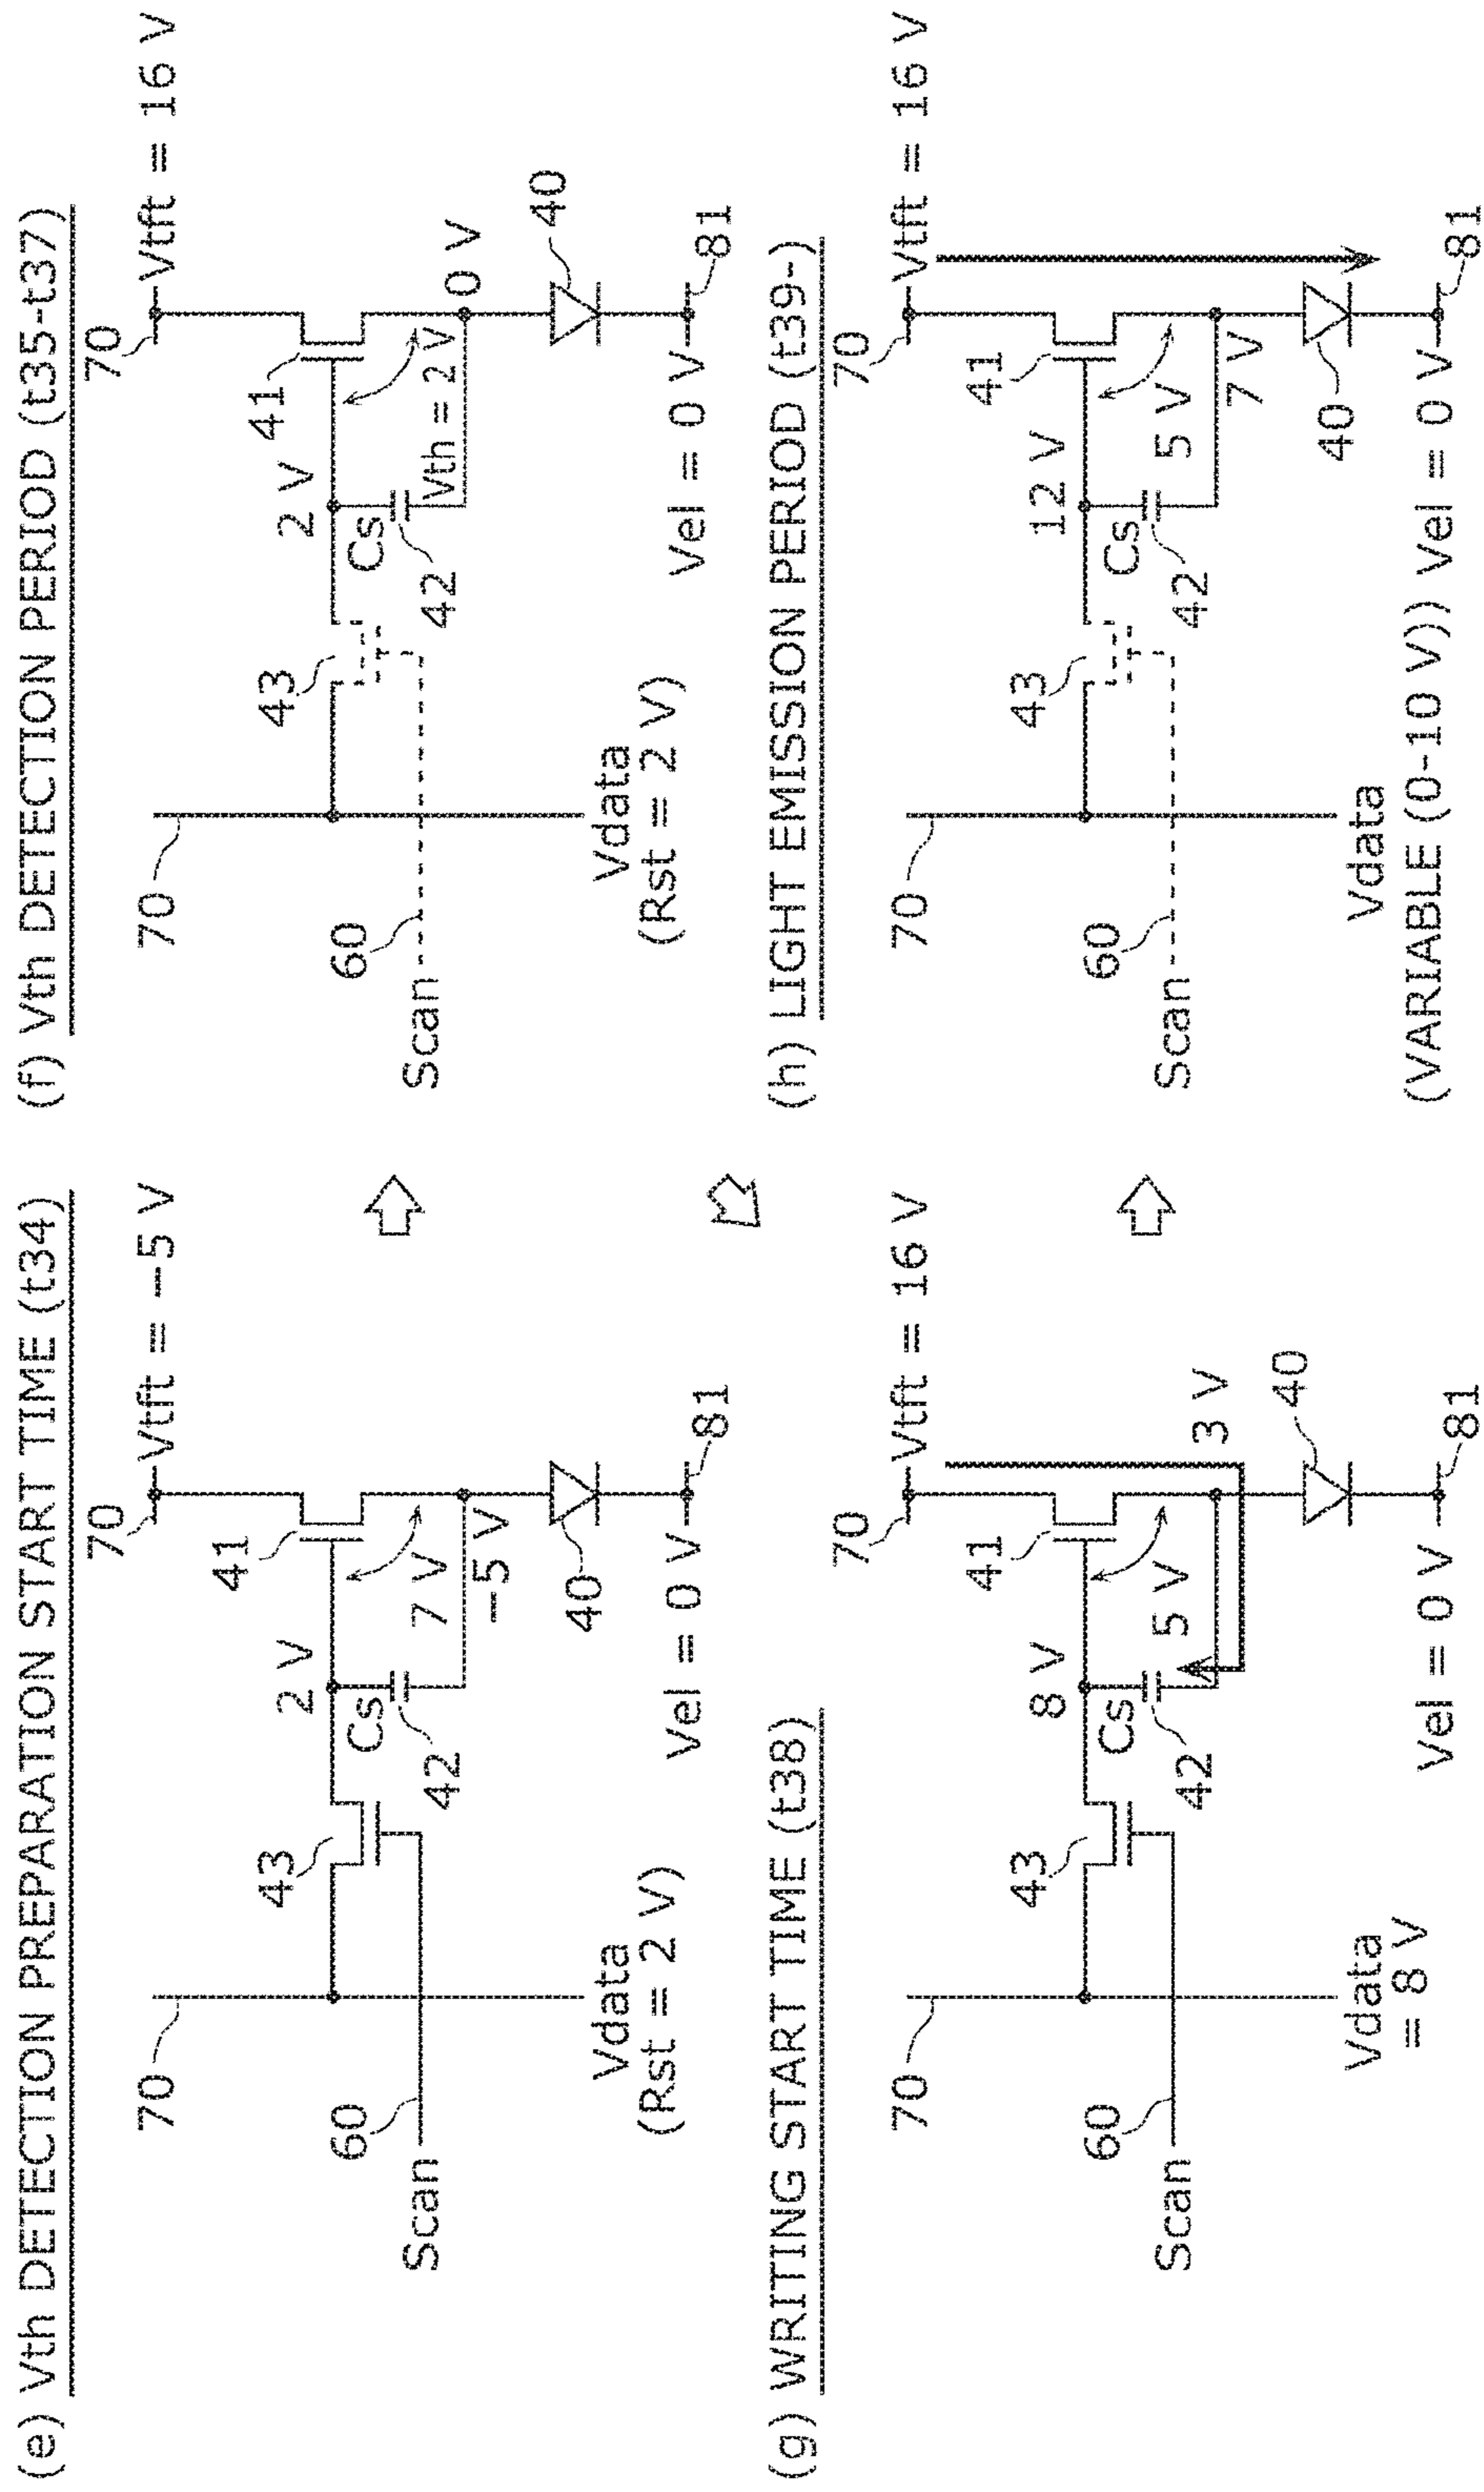 (e) Vth DETECTION PREPARATION START TIME (t34)
70
Vtft = −5 V
70
41
43
2 V
7 V
Cs
−5 V
42
60
40
Scan
Vdata
(Rst = 2 V)
Vel = 0 V
81
(f) Vth DETECTION PERIOD (t35-t37)
70
Vtft = 16 V
70
41
43
2 V
Vth = 2 V
Cs
0 V
42
60
40
Scan
Vdata
(Rst = 2 V)
Vel = 0 V
81
(g) WRITING START TIME (t38)
70
Vtft = 16 V
70
41
43
8 V
5 V
Cs
3 V
42
60
40
Scan
Vdata
= 8 V
Vel = 0 V
81
(h) LIGHT EMISSION PERIOD (t39-)
70
Vtft = 16 V
70
41
43
12 V
5 V
Cs
7 V
42
60
40
Scan
Vdata
(VARIABLE (0-10 V)) Vel = 0 V
81